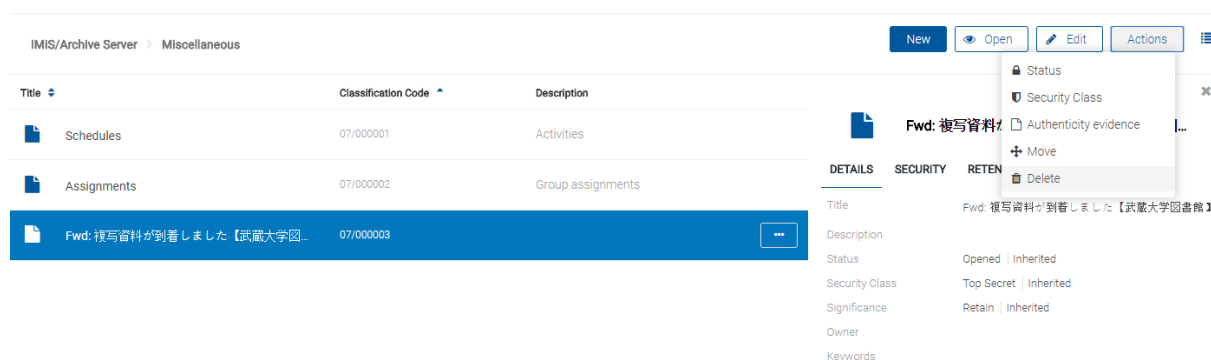 IMiS/Archive Server > Miscellaneous
New Open Edit Actions
Status
Security Class
Authenticity evidence
Move
Delete
Title Classification Code Description
Schedules 07/000001 Activities
Assignments 07/000002 Group assignments
Fwd: 複写資料が到着しました【武蔵大学図... 07/000003 ...
Fwd: 複写資料
DETAILS SECURITY RETEN
Title Fwd: 複写資料が到着しました【武蔵大学図書館】
Description
Status Opened | Inherited
Security Class Top Secret | Inherited
Significance Retain | Inherited
Owner
Keywords